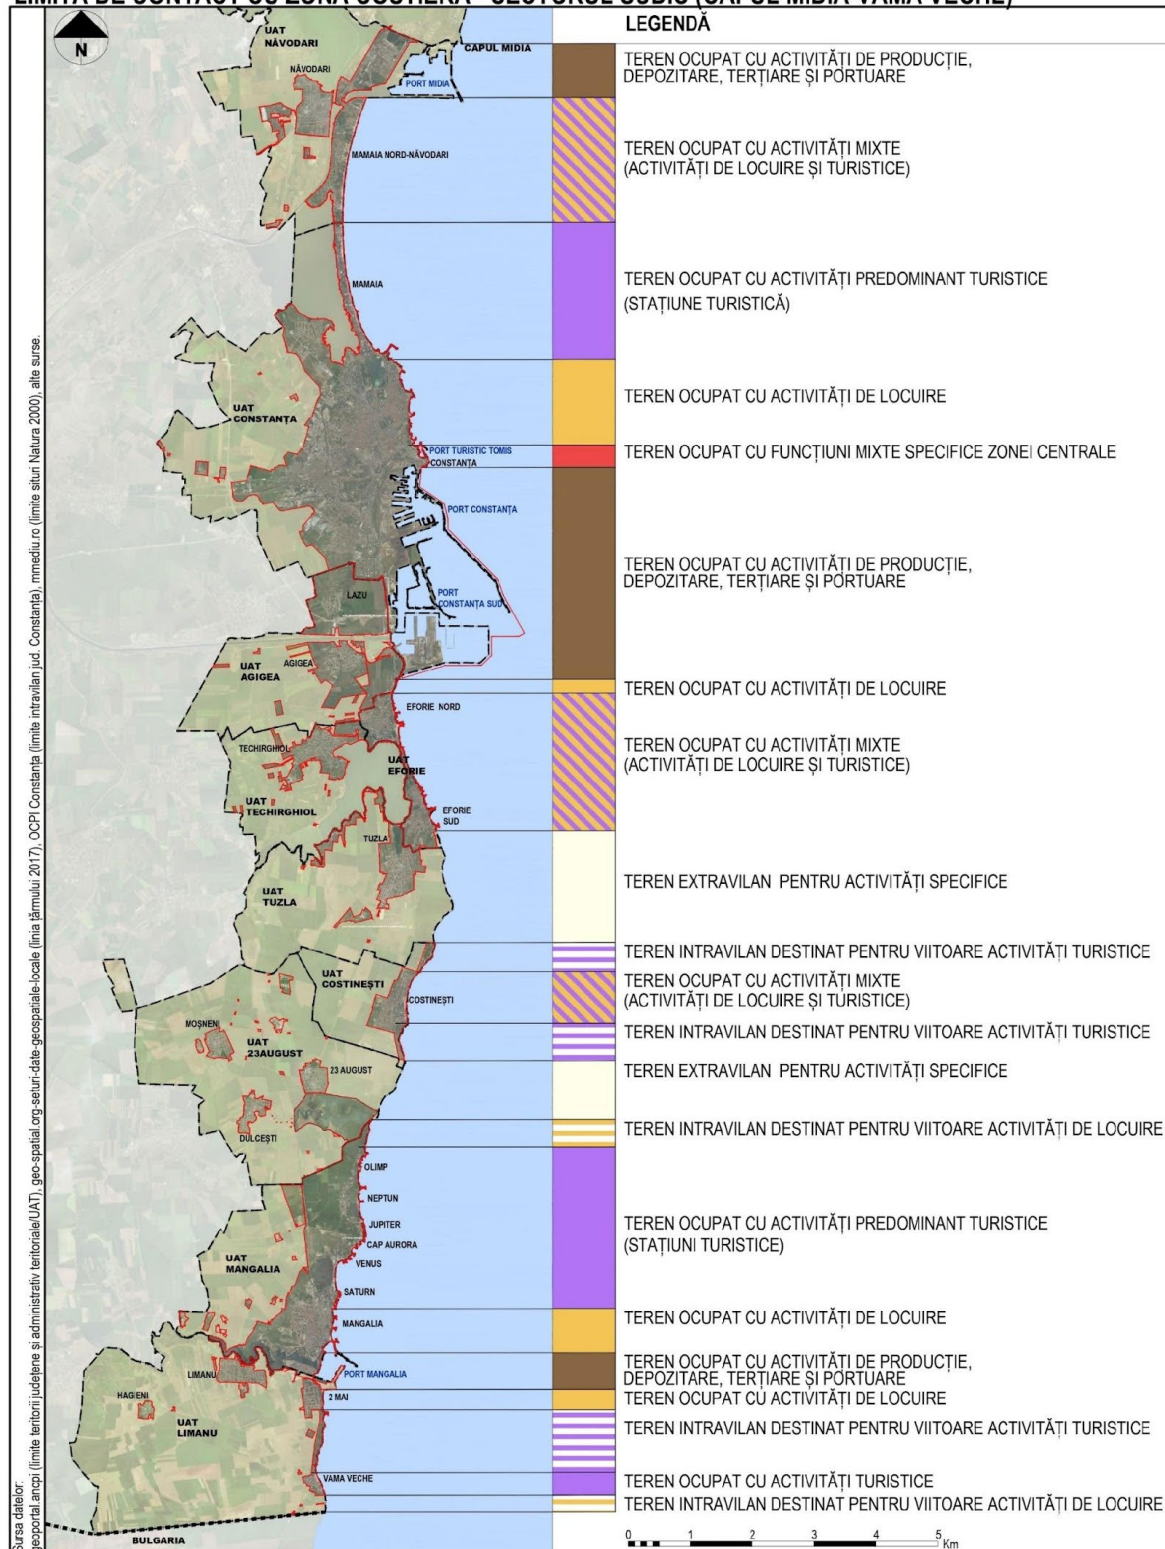 LIMITA DE CONTACT CU ZONA COSTIERĂ - SECTORUL SUDIC (CAPUL MIDIA-VAMA VECHE)
LEGENDĂ
N
UAT
NĂVODARI
NĂVODARI
CAPUL MIDIA
PORT MIDIA
TEREN OCUPAT CU ACTIVITĂȚI DE PRODUCȚIE,
DEPOZITARE, TERȚIARE ȘI PORTUARE
MAMAIA NORD-NĂVODARI
TEREN OCUPAT CU ACTIVITĂȚI MIXTE
(ACTIVITĂȚI DE LOCUIRE ȘI TURISTICE)
MAMAIA
TEREN OCUPAT CU ACTIVITĂȚI PREDOMINANT TURISTICE
(STAȚIUNE TURISTICĂ)
UAT
CONSTANȚA
TEREN OCUPAT CU ACTIVITĂȚI DE LOCUIRE
PORT TURISTIC TOMIS
CONSTANȚA
TEREN OCUPAT CU FUNCȚIUNI MIXTE SPECIFICE ZONEI CENTRALE
PORT CONSTANȚA
TEREN OCUPAT CU ACTIVITĂȚI DE PRODUCȚIE,
DEPOZITARE, TERȚIARE ȘI PORTUARE
LAZU
PORT
CONSTANȚA SUD
UAT
AGIGEA
AGIGEA
TEREN OCUPAT CU ACTIVITĂȚI DE LOCUIRE
EFORIE NORD
TECHIRGHIOL
UAT
EFORIE
TEREN OCUPAT CU ACTIVITĂȚI MIXTE
(ACTIVITĂȚI DE LOCUIRE ȘI TURISTICE)
UAT
TECHIRGHIOL
EFORIE
SUD
TUZLA
UAT
TUZLA
TEREN EXTRAVILAN PENTRU ACTIVITĂȚI SPECIFICE
TEREN INTRAVILAN DESTINAT PENTRU VIITOARE ACTIVITĂȚI TURISTICE
UAT
COSTINEȘTI
COSTINEȘTI
TEREN OCUPAT CU ACTIVITĂȚI MIXTE
(ACTIVITĂȚI DE LOCUIRE ȘI TURISTICE)
MOȘNENI
UAT
23AUGUST
TEREN INTRAVILAN DESTINAT PENTRU VIITOARE ACTIVITĂȚI TURISTICE
23 AUGUST
TEREN EXTRAVILAN PENTRU ACTIVITĂȚI SPECIFICE
DULCEȘTI
TEREN INTRAVILAN DESTINAT PENTRU VIITOARE ACTIVITĂȚI DE LOCUIRE
OLIMP
NEPTUN
JUPITER
CAP AURORA
VENUS
UAT
MANGALIA
TEREN OCUPAT CU ACTIVITĂȚI PREDOMINANT TURISTICE
(STAȚIUNI TURISTICE)
SATURN
MANGALIA
TEREN OCUPAT CU ACTIVITĂȚI DE LOCUIRE
LIMANU
PORT MANGALIA
TEREN OCUPAT CU ACTIVITĂȚI DE PRODUCȚIE,
DEPOZITARE, TERȚIARE ȘI PORTUARE
HAGIENI
2 MAI
TEREN OCUPAT CU ACTIVITĂȚI DE LOCUIRE
UAT
LIMANU
TEREN INTRAVILAN DESTINAT PENTRU VIITOARE ACTIVITĂȚI TURISTICE
VAMA VECHE
TEREN OCUPAT CU ACTIVITĂȚI TURISTICE
TEREN INTRAVILAN DESTINAT PENTRU VIITOARE ACTIVITĂȚI DE LOCUIRE
BULGARIA
0 1 2 3 4 5
Km
Sursa datelor:
geoportal.ancpi (limite teritorii județene și administrativ teritoriale/UAT), geo-spatial.org-seturi-date-geospatiale-locale (linia țărmului 2017), OCPI Constanța (limite intravilan jud. Constanța), mmediu.ro (limite situri Natura 2000), alte surse.